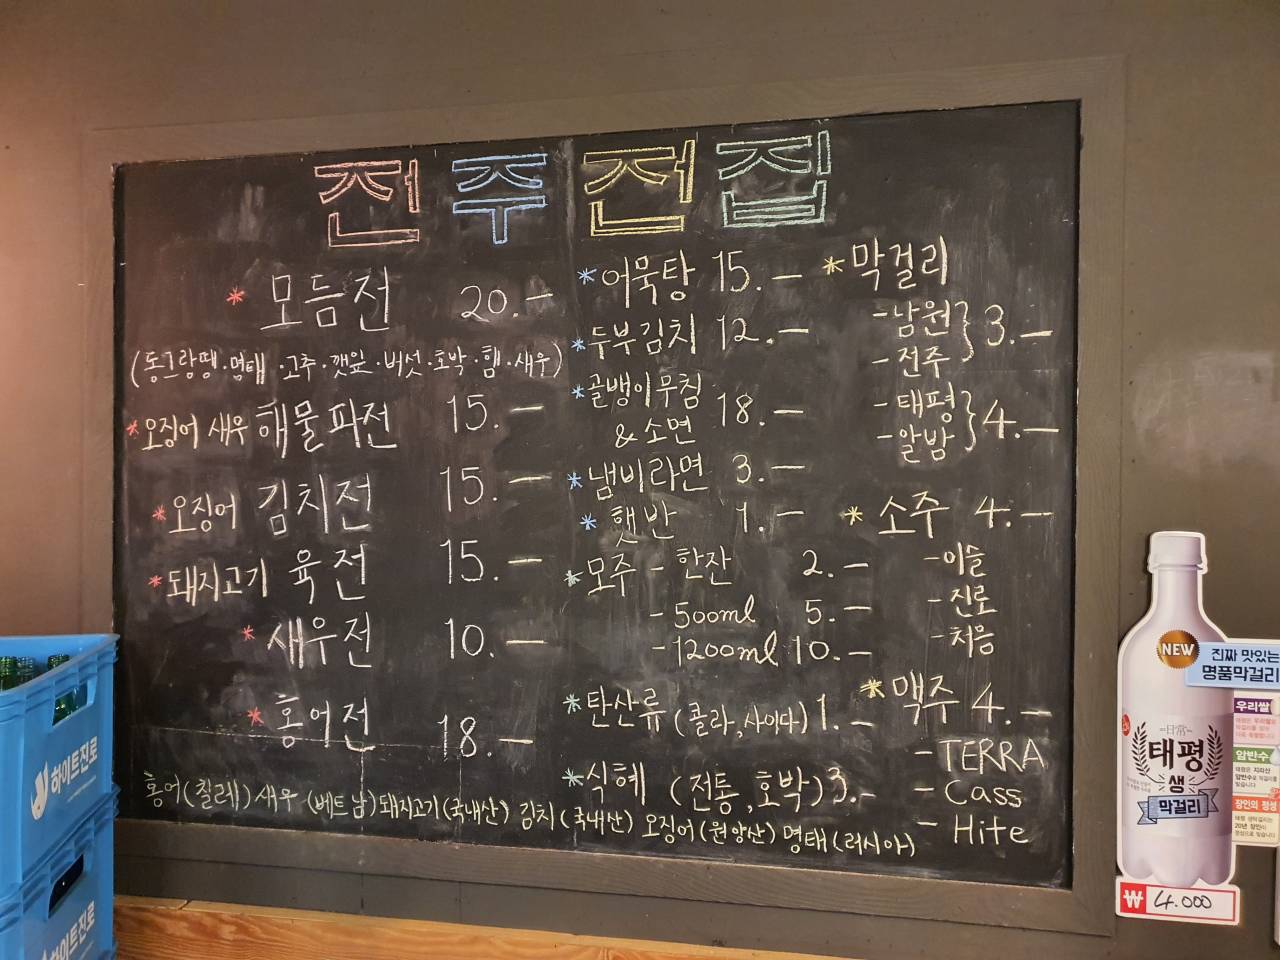 전주전집
* 모듬전 20.-
(동그랑땡·명태·고추·깻잎·버섯·호박·햄·새우)
* 오징어 새우 해물파전 15.-
* 오징어 김치전 15.-
* 돼지고기 육전 15.-
* 새우전 10.-
* 홍어전 18.-
* 어묵탕 15.-
* 두부김치 12.-
* 골뱅이무침
& 소면 18.-
* 냄비라면 3.-
* 햇반 1.-
* 모주 - 한잔 2.-
- 500ml 5.-
- 1200ml 10.-
* 탄산류 (콜라,사이다) 1.-
* 식혜 (전통,호박) 3.-
* 막걸리
- 남원
- 전주 } 3.-
- 태평
- 알밤 } 4.-
* 소주 4.-
- 이슬
- 진로
- 처음
* 맥주 4.-
- TERRA
- Cass
- Hite
홍어(칠레) 새우(베트남) 돼지고기(국내산) 김치(국내산) 오징어(원양산) 명태(러시아)
하이트진로
하이트진로
NEW
진짜 맛있는
명품막걸리
우리쌀
암반수
장인의 정성
태평
생
막걸리
₩ 4.000